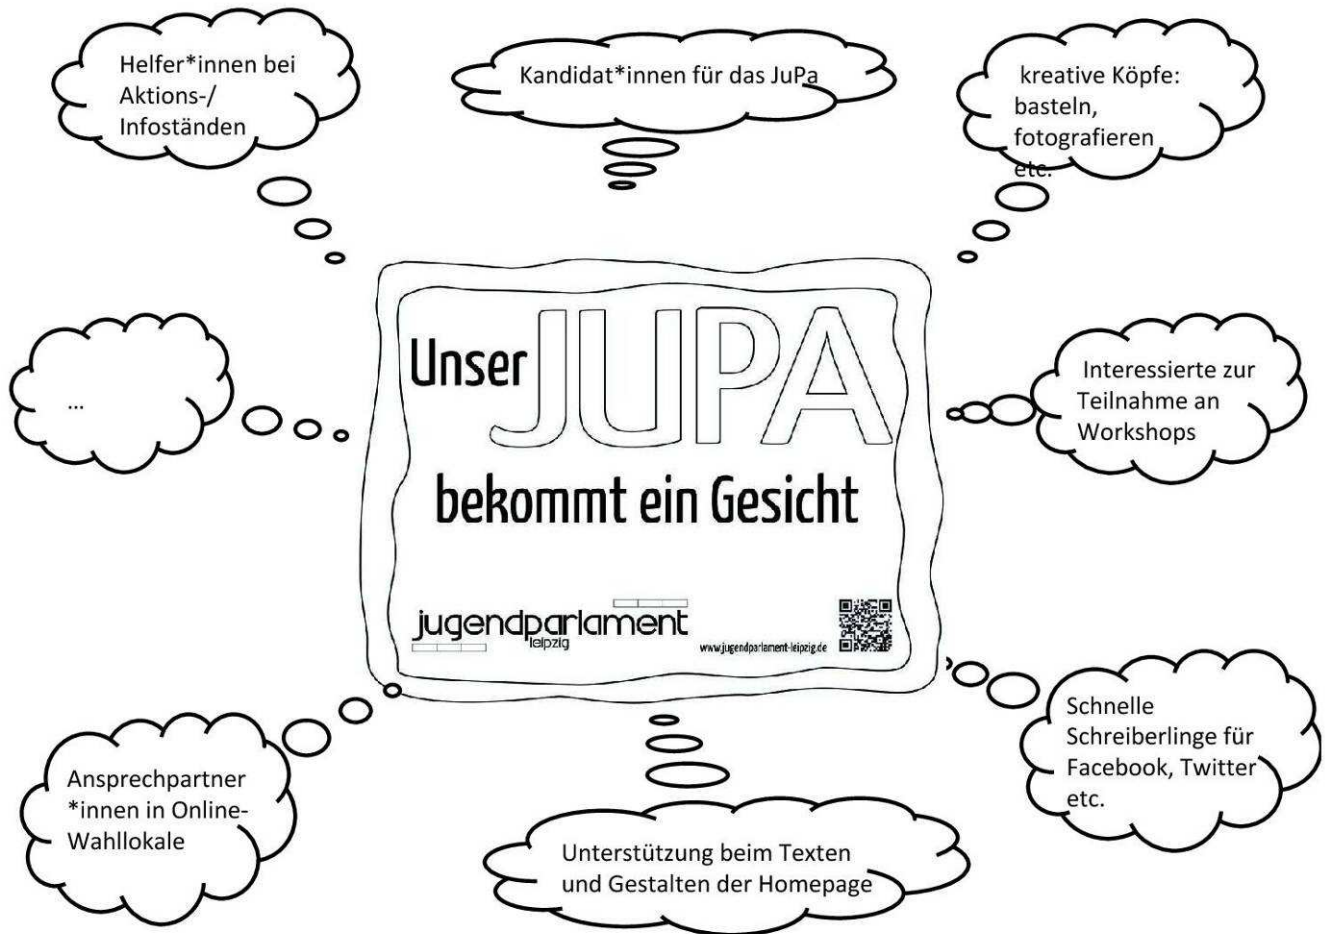 Helfer*innen bei
Aktions-/
Infoständen
Kandidat*innen für das JuPa
kreative Köpfe:
basteln,
fotografieren
etc.
...
Unser JUPA
bekommt ein Gesicht
jugendparlament
leipzig
www.jugendparlament-leipzig.de
Interessierte zur
Teilnahme an
Workshops
Ansprechpartner
*innen in Online-
Wahllokale
Unterstützung beim Texten
und Gestalten der Homepage
Schnelle
Schreiberlinge für
Facebook, Twitter
etc.